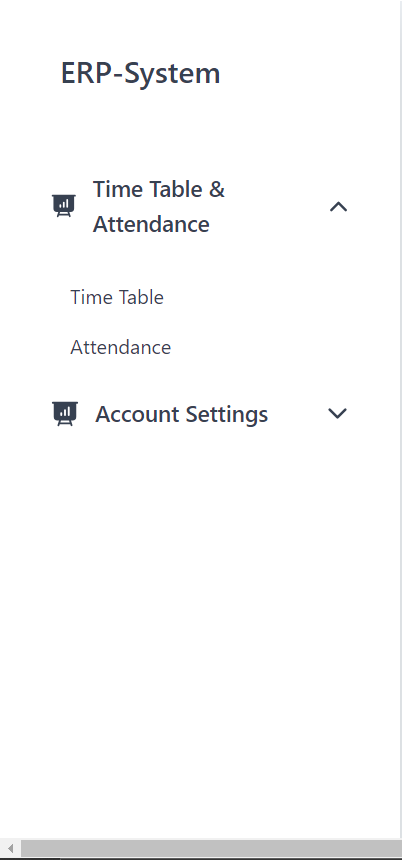 ERP-System
Time Table &
Attendance
Time Table
Attendance
Account Settings